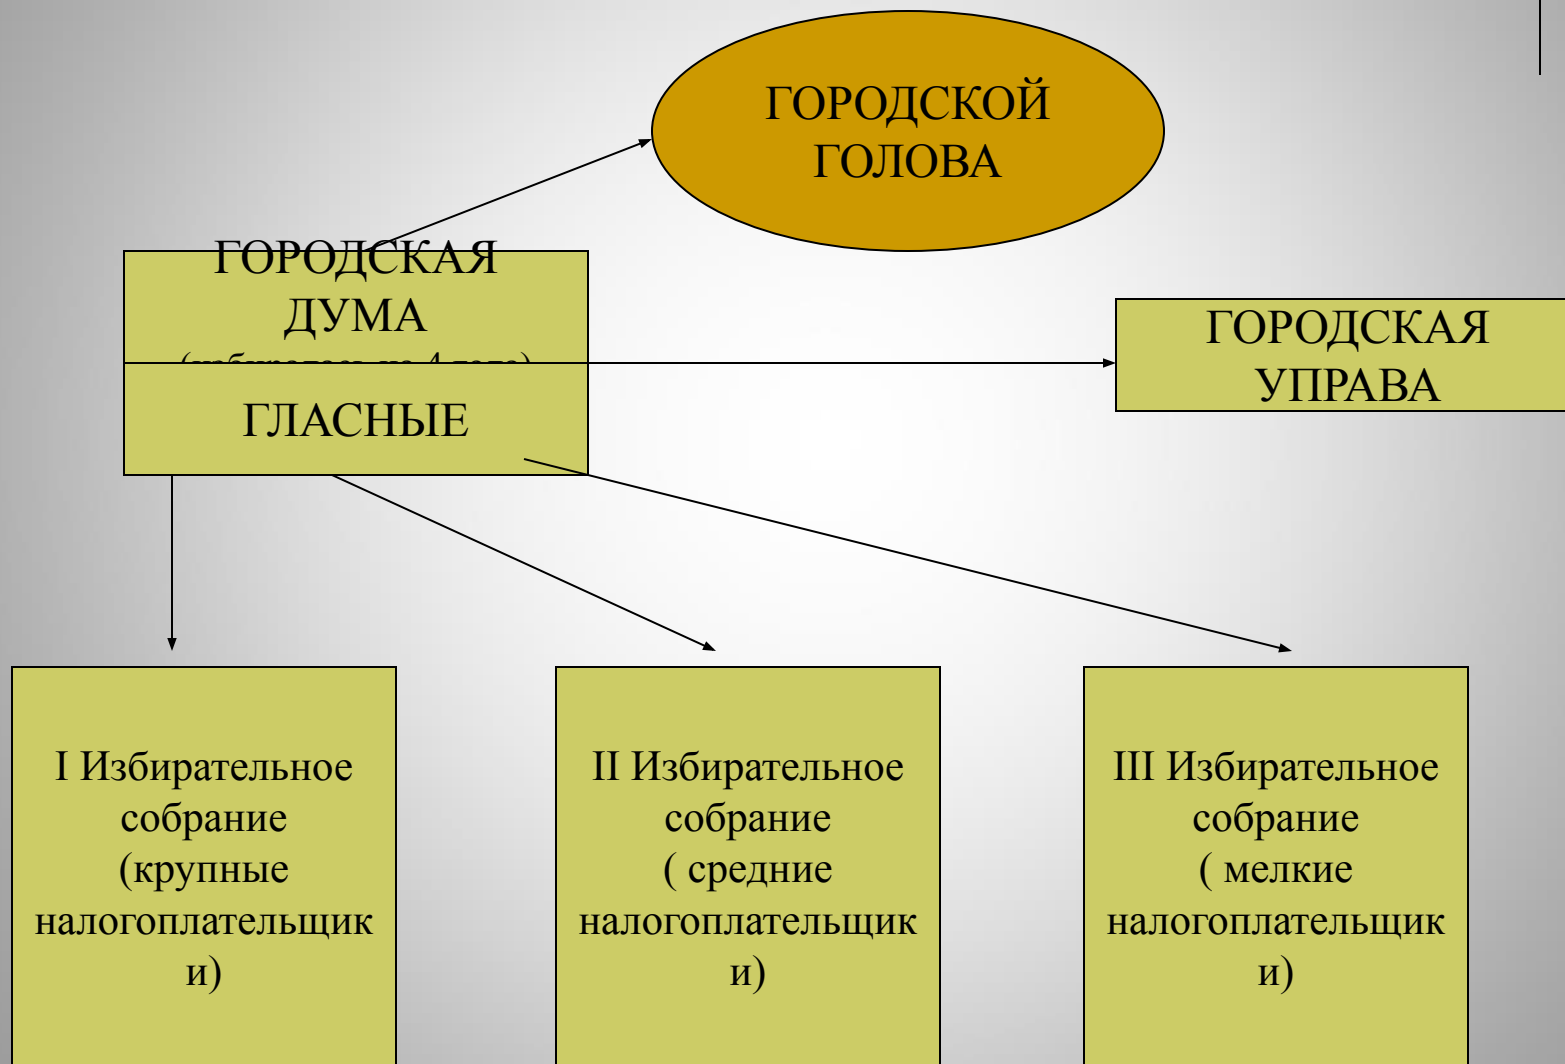 ГОРОДСКОЙ
ГОЛОВА
ГОРОДСКАЯ
ДУМА
ГЛАСНЫЕ
ГОРОДСКАЯ
УПРАВА
I Избирательное
собрание
(крупные
налогоплательщик
и)
II Избирательное
собрание
( средние
налогоплательщик
и)
III Избирательное
собрание
( мелкие
налогоплательщик
и)